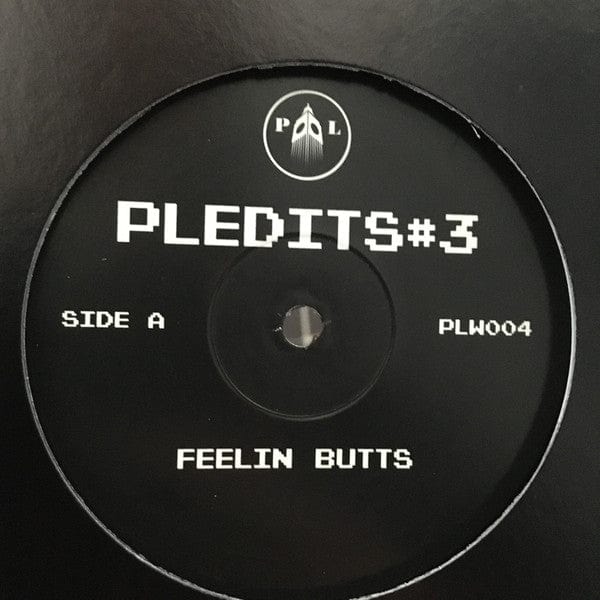 P L
PLEDITS#3
SIDE A
PLW004
FEELIN BUTTS